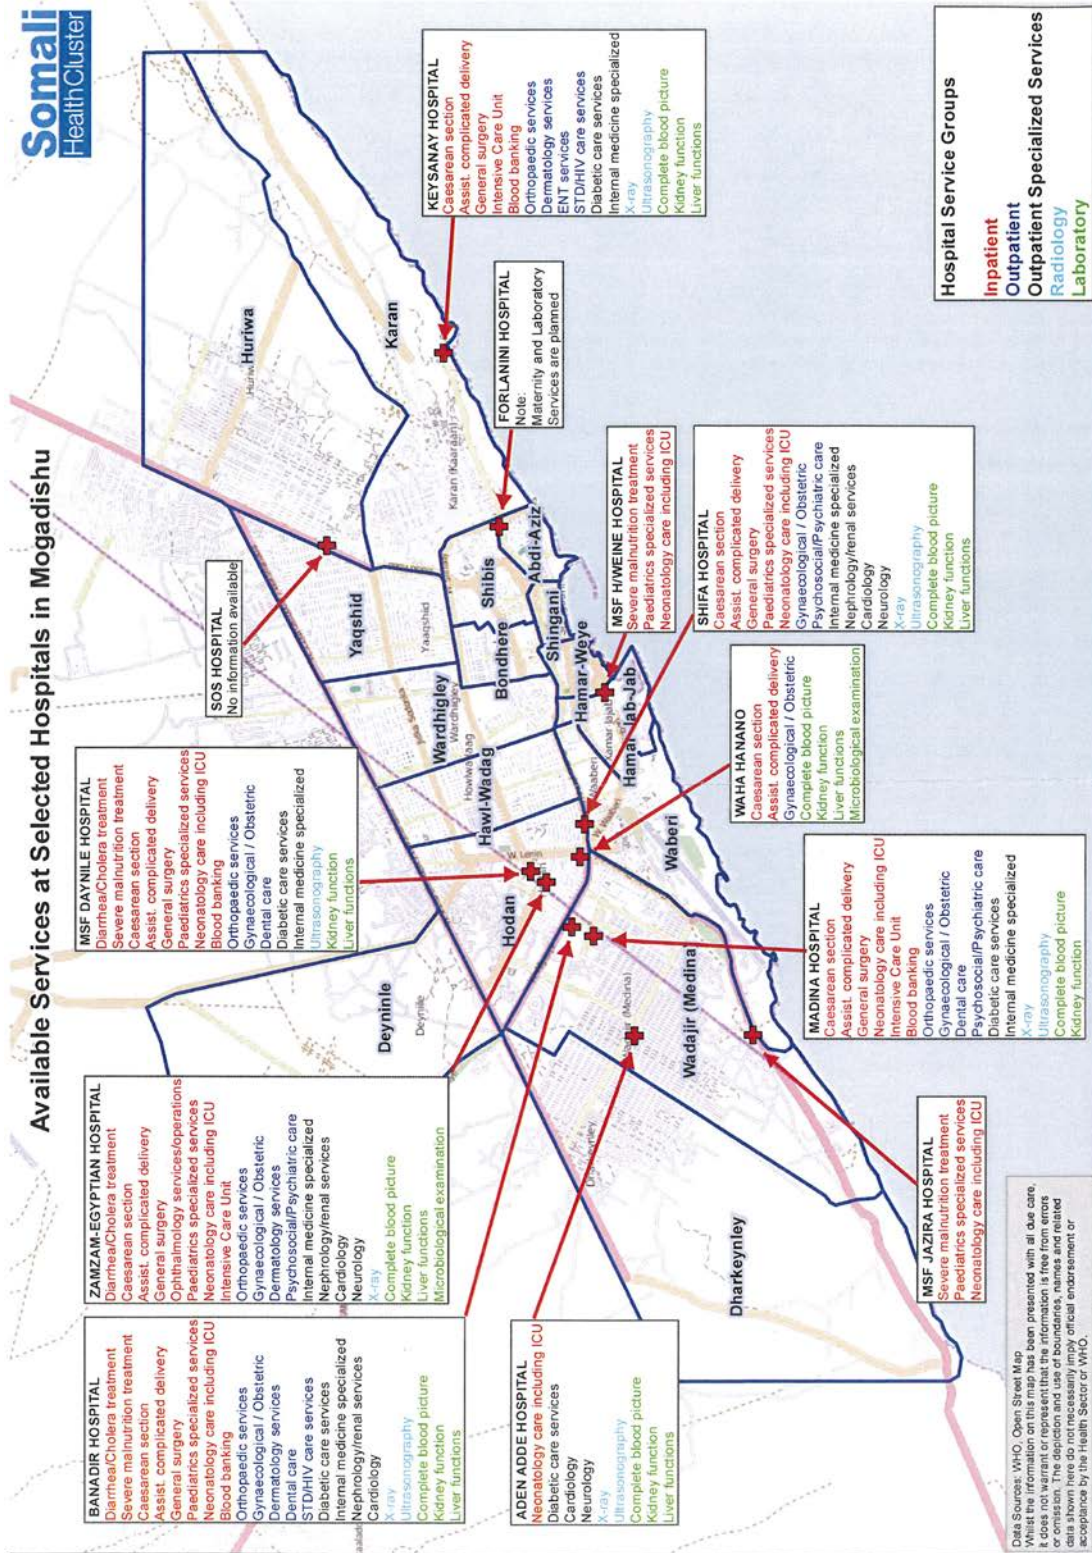 Available Services at Selected Hospitals in Mogadishu
Somali
HealthCluster
BANADIR HOSPITAL
Diarrhea/Cholera treatment
Severe malnutrition treatment
Caesarean section
Assist. complicated delivery
General surgery
Paediatrics specialized services
Neonatology care including ICU
Blood banking
Orthopaedic services
Gynaecological / Obstetric
Dermatology services
Dental care
STD/HIV care services
Diabetic care services
Internal medicine specialized
Nephrology/renal services
Cardiology
X-ray
Ultrasonography
Complete blood picture
Kidney function
Liver functions
ZAMZAM-EGYPTIAN HOSPITAL
Diarrhea/Cholera treatment
Caesarean section
Assist. complicated delivery
General surgery
Ophthalmology services/operations
Paediatrics specialized services
Neonatology care including ICU
Intensive Care Unit
Orthopaedic services
Gynaecological / Obstetric
Dermatology services
Psychosocial/Psychiatric care
Internal medicine specialized
Nephrology/renal services
Cardiology
Neurology
X-ray
Complete blood picture
Kidney function
Liver functions
Microbiological examination
MSF DAYNILE HOSPITAL
Diarrhea/Cholera treatment
Severe malnutrition treatment
Caesarean section
Assist. complicated delivery
General surgery
Paediatrics specialized services
Neonatology care including ICU
Blood banking
Orthopaedic services
Gynaecological / Obstetric
Dental care
Diabetic care services
Internal medicine specialized
Ultrasonography
Kidney function
Liver functions
SOS HOSPITAL
No information available
KEYSANAY HOSPITAL
Caesarean section
Assist. complicated delivery
General surgery
Intensive Care Unit
Blood banking
Orthopaedic services
Dermatology services
ENT services
STD/HIV care services
Diabetic care services
Internal medicine specialized
X-ray
Ultrasonography
Complete blood picture
Kidney function
Liver functions
FORLANINI HOSPITAL
Note:
Maternity and Laboratory
Services are planned
MSF H/WEINE HOSPITAL
Severe malnutrition treatment
Paediatrics specialized services
Neonatology care including ICU
SHIFA HOSPITAL
Caesarean section
Assist. complicated delivery
General surgery
Paediatrics specialized services
Neonatology care including ICU
Gynaecological / Obstetric
Psychosocial/Psychiatric care
Internal medicine specialized
Nephrology/renal services
Cardiology
Neurology
X-ray
Ultrasonography
Complete blood picture
Kidney function
Liver functions
WAHA HANANO
Caesarean section
Assist. complicated delivery
Gynaecological / Obstetric
Complete blood picture
Kidney function
Liver functions
Microbiological examination
MADINA HOSPITAL
Caesarean section
Assist. complicated delivery
General surgery
Neonatology care including ICU
Intensive Care Unit
Blood banking
Orthopaedic services
Gynaecological / Obstetric
Dental care
Psychosocial/Psychiatric care
Diabetic care services
Internal medicine specialized
X-ray
Ultrasonography
Complete blood picture
Kidney function
ADEN ADDE HOSPITAL
Neonatology care including ICU
Diabetic care services
Cardiology
Neurology
X-ray
Ultrasonography
Complete blood picture
Kidney function
Liver functions
MSF JAZIRA HOSPITAL
Severe malnutrition treatment
Paediatrics specialized services
Neonatology care including ICU
Huriwa
Karan
Karan (Kaaraan)
Yaqshid
Yaaqshid
Shibis
Abdi-Aziz
Bondhere
Shingani
Wardhigley
Wardhigley
Hamar-Weye
Hamar Jab-Jab
Xamar Jajab
Hawl-Wadag
Howlwadaag
Waaberi
Waberi
Hodan
W. Lenin
Deyninle
Deynile
Wadajir (Medina)
Dharkeynley
Dharkeynley
Hospital Service Groups
Inpatient
Outpatient
Outpatient Specialized Services
Radiology
Laboratory
Data Sources: WHO, Open Street Map
Whilst the information on this map has been presented with all due care,
it does not warrant or represent that the information is free from errors
or omission. The depiction and use of boundaries, names and related
data shown here do not necessarily imply official endorsement or
acceptance by the Health Sector or WHO.